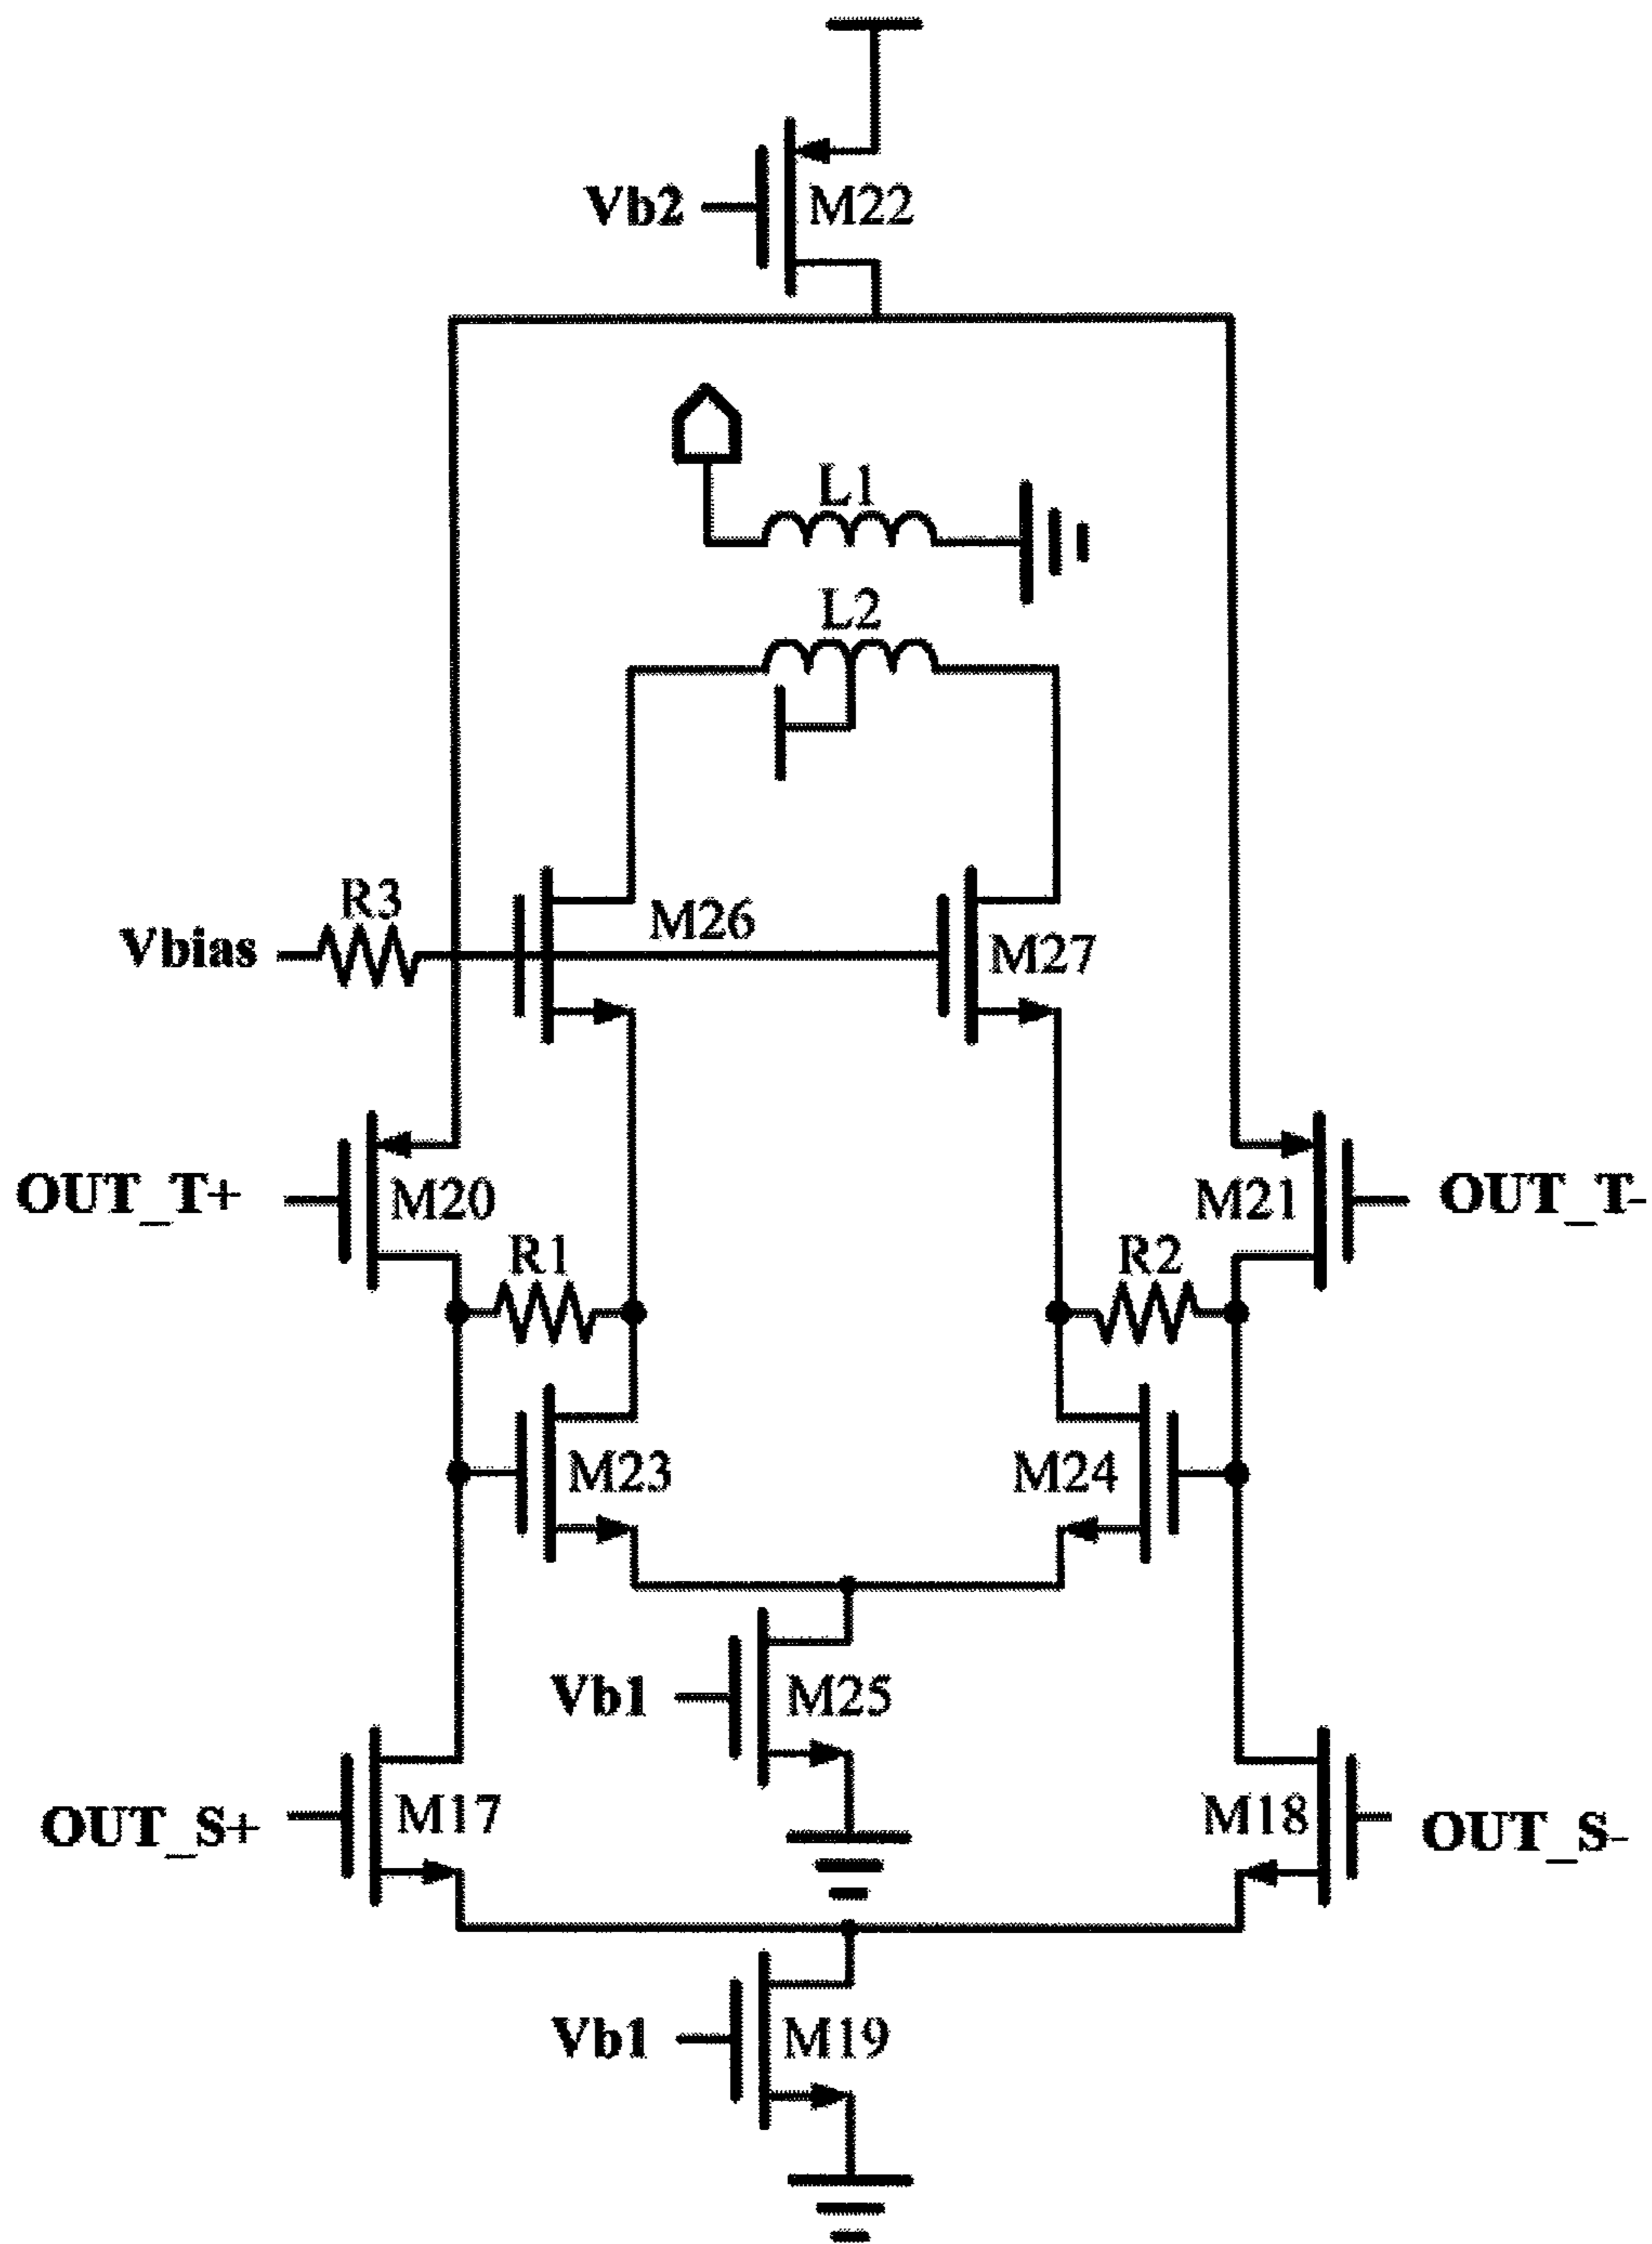 Vb2
M22
L1
L2
R3
M26
Vbias
M27
OUT_T+
M20
M21
OUT_T-
R1
R2
M23
M24
Vb1
M25
OUT_S+
M17
M18
OUT_S-
Vb1
M19